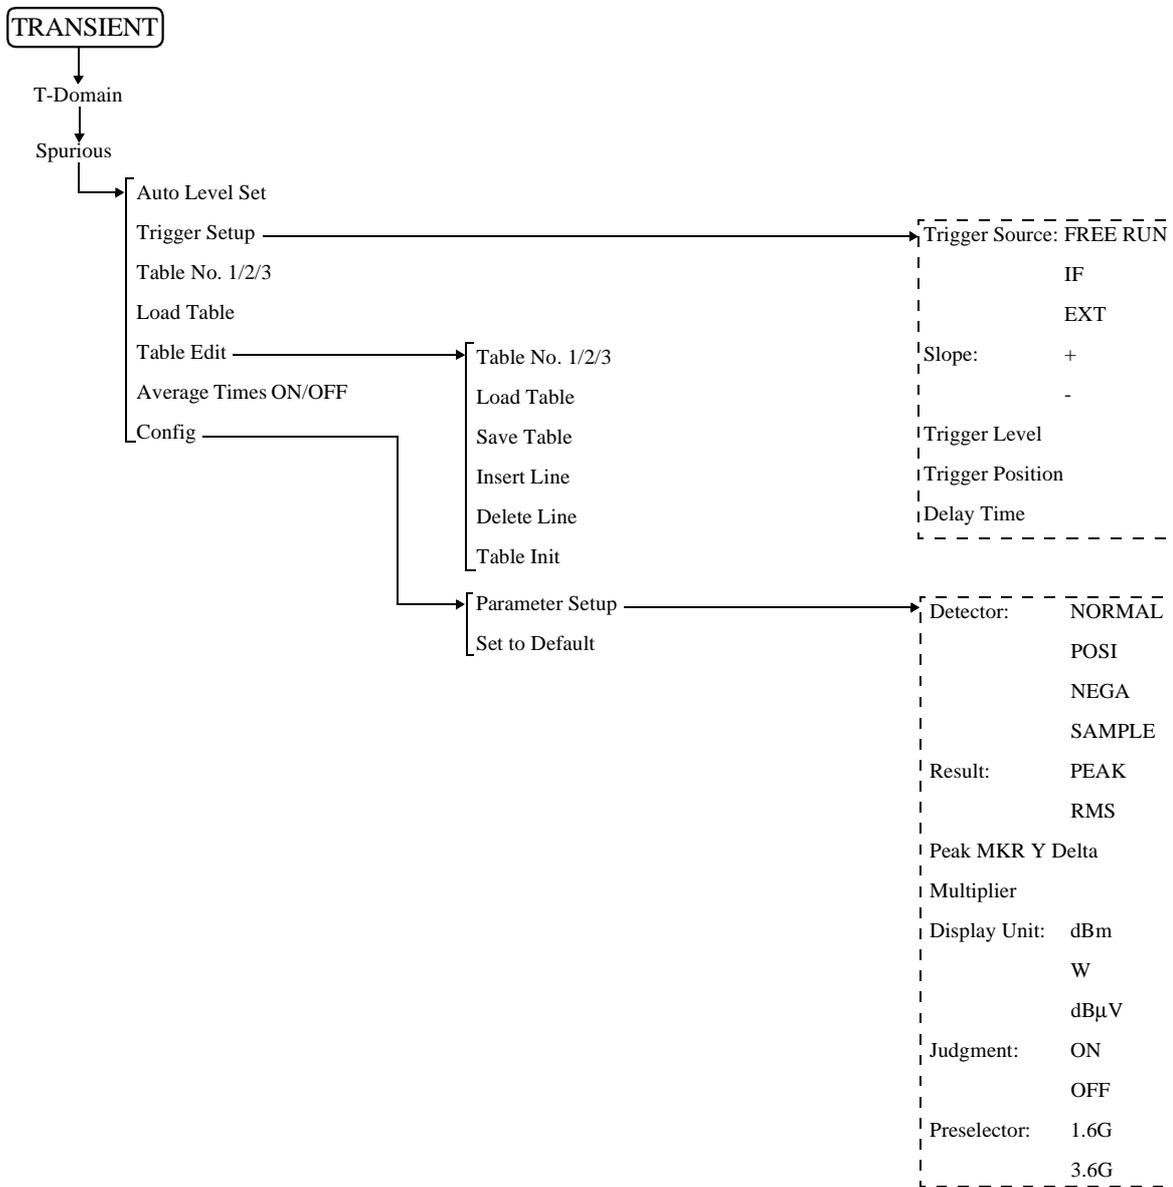 TRANSIENT
T-Domain
Spurious
Auto Level Set
Trigger Setup
Table No. 1/2/3
Load Table
Table Edit
Average Times ON/OFF
Config
Table No. 1/2/3
Load Table
Save Table
Insert Line
Delete Line
Table Init
Parameter Setup
Set to Default
Trigger Source: FREE RUN
IF
EXT
Slope: +
-
Trigger Level
Trigger Position
Delay Time
Detector: NORMAL
POSI
NEGA
SAMPLE
Result: PEAK
RMS
Peak MKR Y Delta
Multiplier
Display Unit: dBm
W
dBµV
Judgment: ON
OFF
Preselector: 1.6G
3.6G